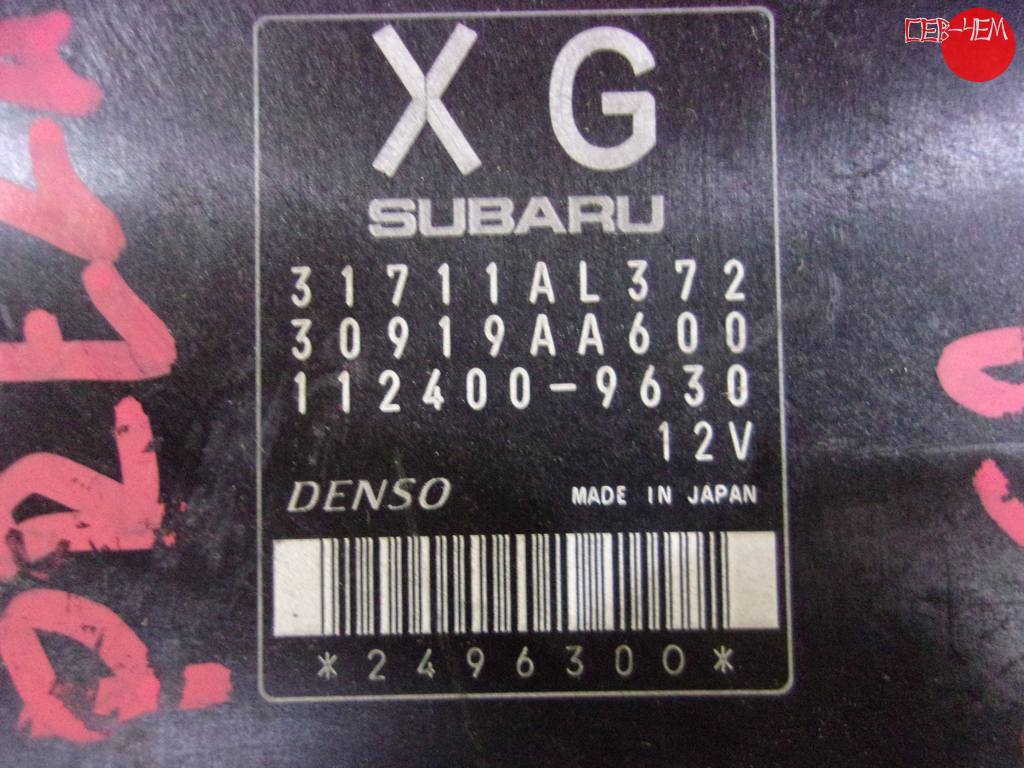 X G
SUBARU
31711AL372
30919AA600
112400-9630
12V
DENSO MADE IN JAPAN
*2496300*